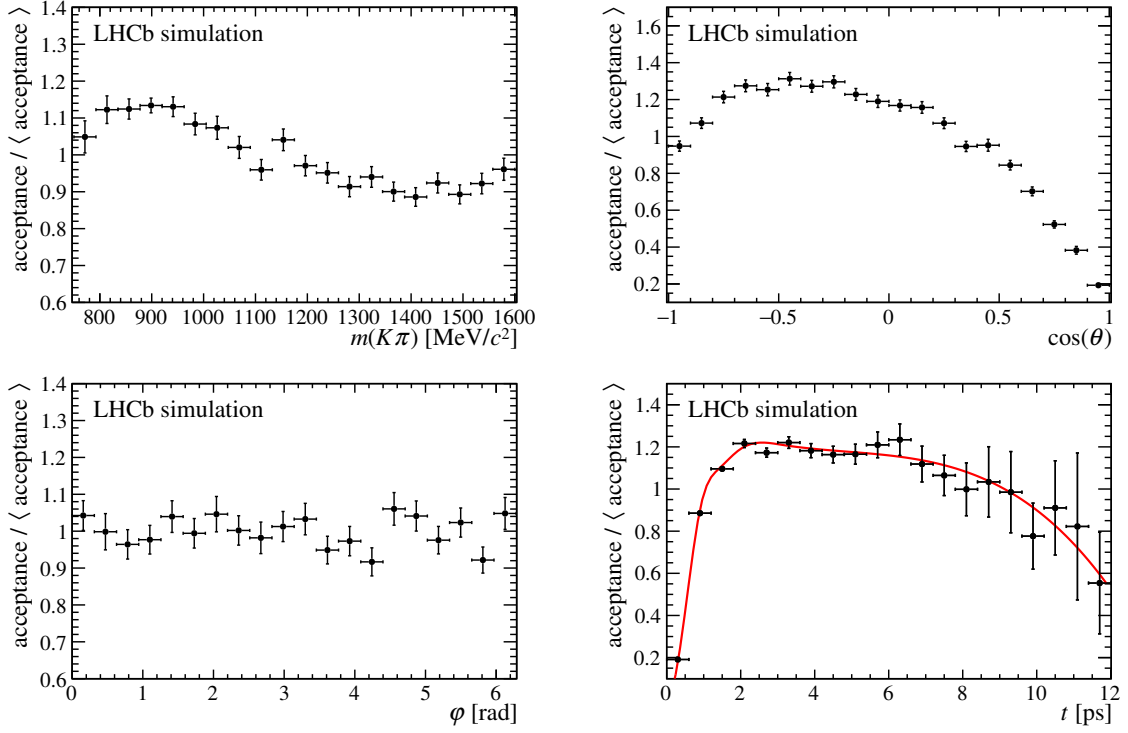 LHCb simulation
acceptance / ⟨ acceptance ⟩
1.4
1.3
1.2
1.1
1
0.9
0.8
0.7
0.6
800 900 1000 1100 1200 1300 1400 1500 1600
m(Kπ) [MeV/c²]
LHCb simulation
acceptance / ⟨ acceptance ⟩
1.6
1.4
1.2
1
0.8
0.6
0.4
0.2
−1 −0.5 0 0.5 1
cos(θ)
LHCb simulation
acceptance / ⟨ acceptance ⟩
1.4
1.3
1.2
1.1
1.0
0.9
0.8
0.7
0.6
0 1 2 3 4 5 6
φ [rad]
LHCb simulation
acceptance / ⟨ acceptance ⟩
1.4
1.2
1
0.8
0.6
0.4
0.2
0 2 4 6 8 10 12
t [ps]